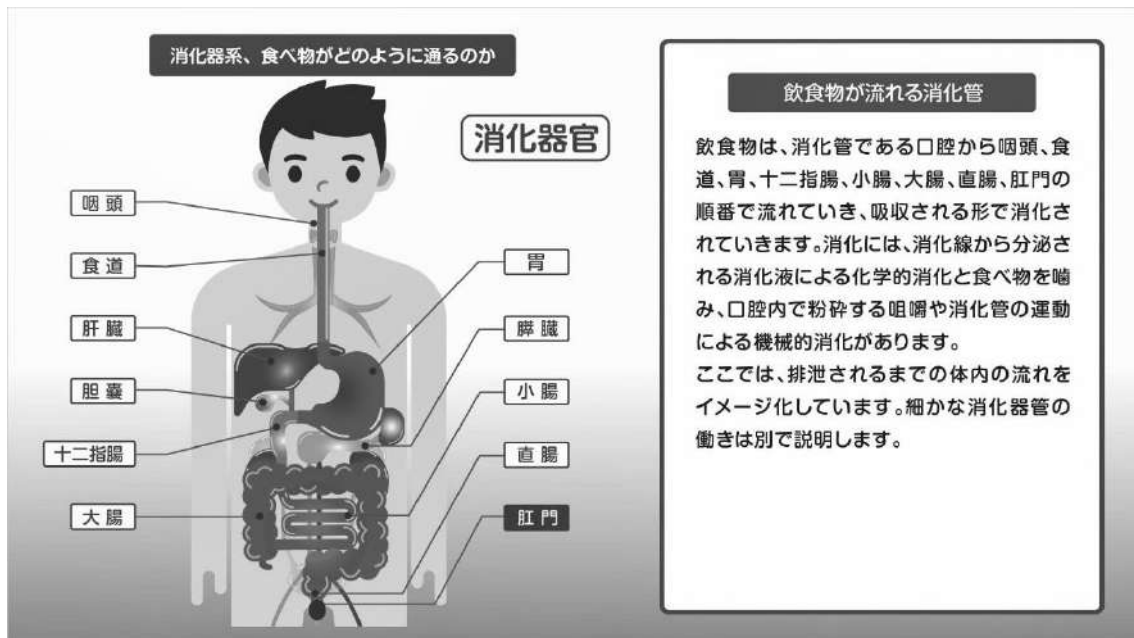 消化器系、食べ物がどのように通るのか
消化器官
咽頭
食道
肝臓
胆嚢
十二指腸
大腸
胃
膵臓
小腸
直腸
肛門
飲食物が流れる消化管
飲食物は、消化管である口腔から咽頭、食
道、胃、十二指腸、小腸、大腸、直腸、肛門の
順番で流れていき、吸収される形で消化さ
れていきます。消化には、消化線から分泌さ
れる消化液による化学的消化と食べ物を噛
み、口腔内で粉砕する咀嚼や消化管の運動
による機械的消化があります。
ここでは、排泄されるまでの体内の流れを
イメージ化しています。細かな消化器管の
働きは別で説明します。